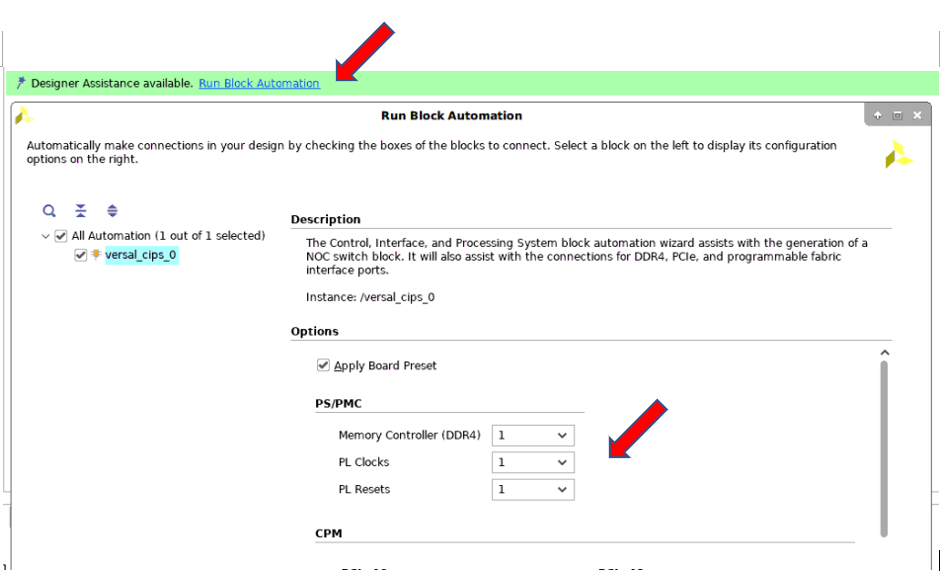 Designer Assistance available. Run Block Automation
Run Block Automation
Automatically make connections in your design by checking the boxes of the blocks to connect. Select a block on the left to display its configuration
options on the right.
All Automation (1 out of 1 selected)
versal_cips_0
Description
The Control, Interface, and Processing System block automation wizard assists with the generation of a
NOC switch block. It will also assist with the connections for DDR4, PCIe, and programmable fabric
interface ports.
Instance: /versal_cips_0
Options
Apply Board Preset
PS/PMC
Memory Controller (DDR4) 1
PL Clocks 1
PL Resets 1
CPM